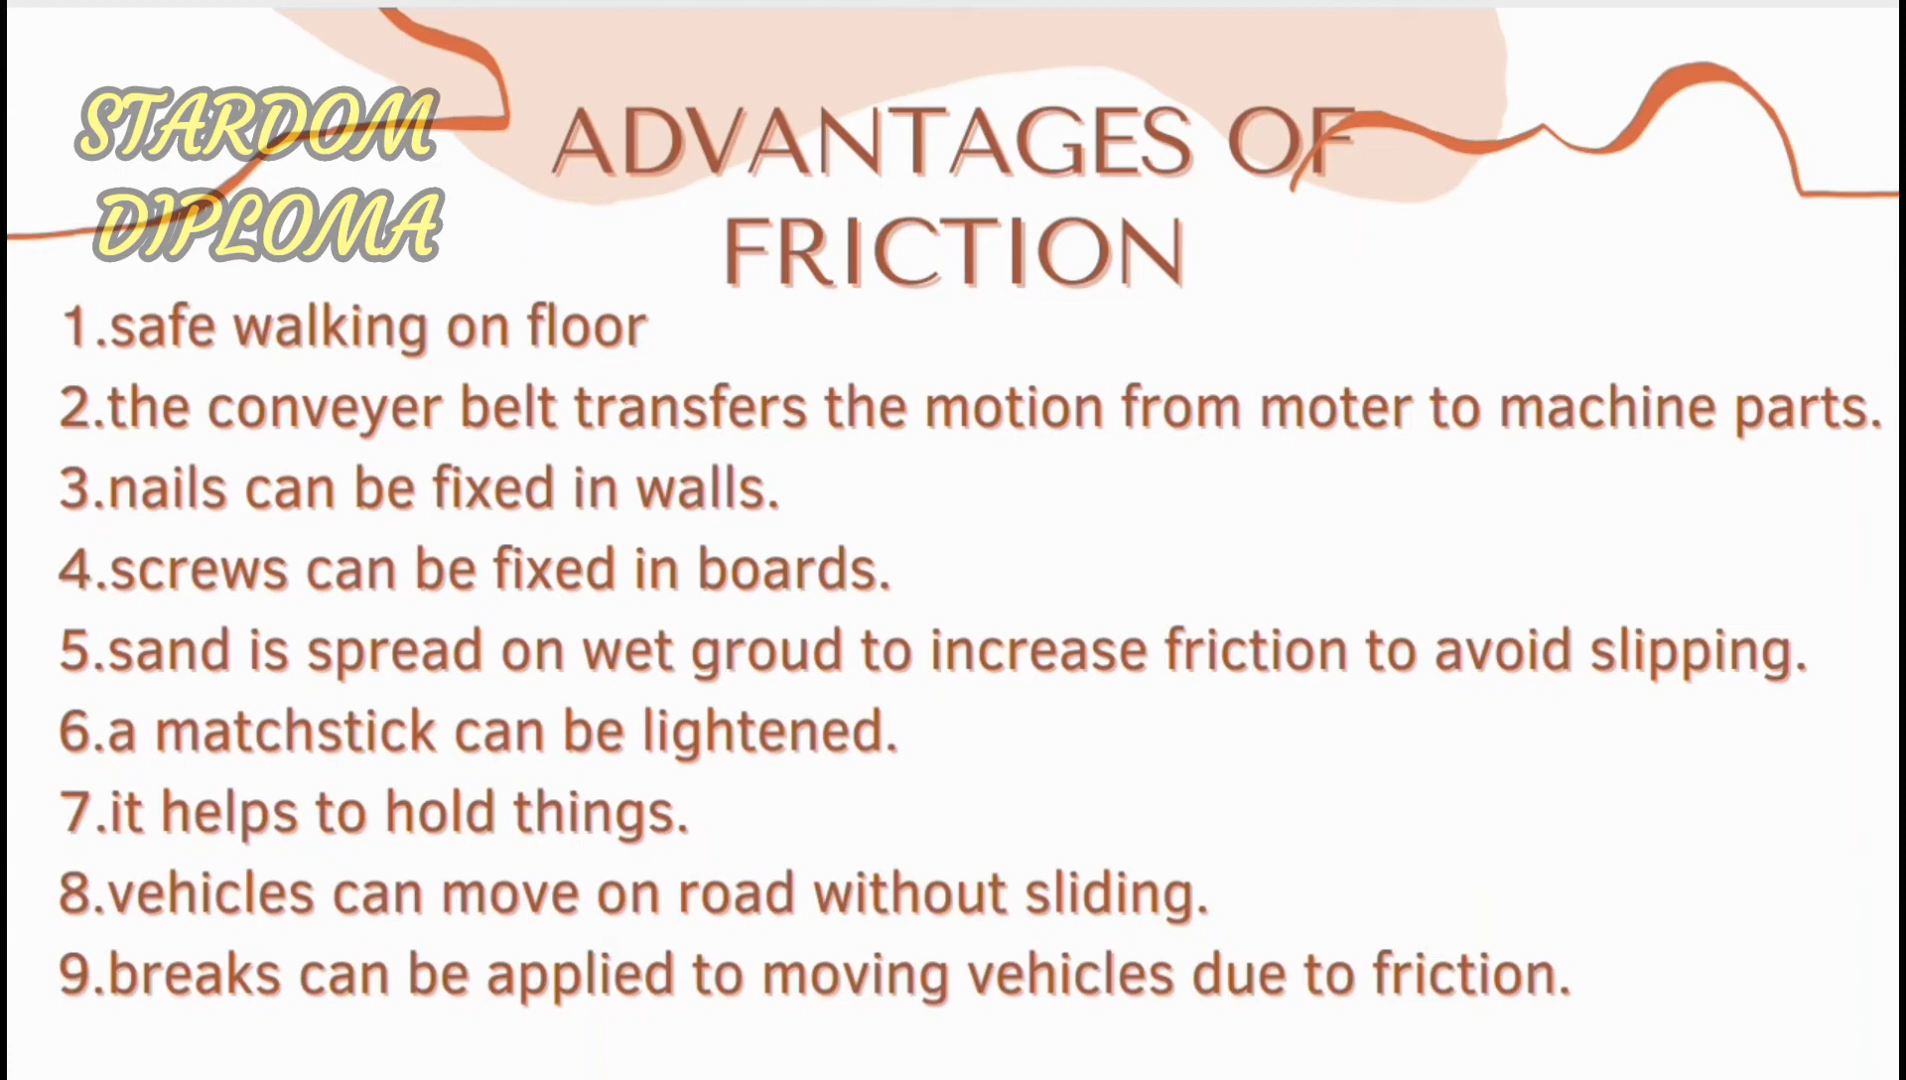 STARDOM
DIPLOMA
ADVANTAGES OF
FRICTION
1.safe walking on floor
2.the conveyer belt transfers the motion from moter to machine parts.
3.nails can be fixed in walls.
4.screws can be fixed in boards.
5.sand is spread on wet groud to increase friction to avoid slipping.
6.a matchstick can be lightened.
7.it helps to hold things.
8.vehicles can move on road without sliding.
9.breaks can be applied to moving vehicles due to friction.